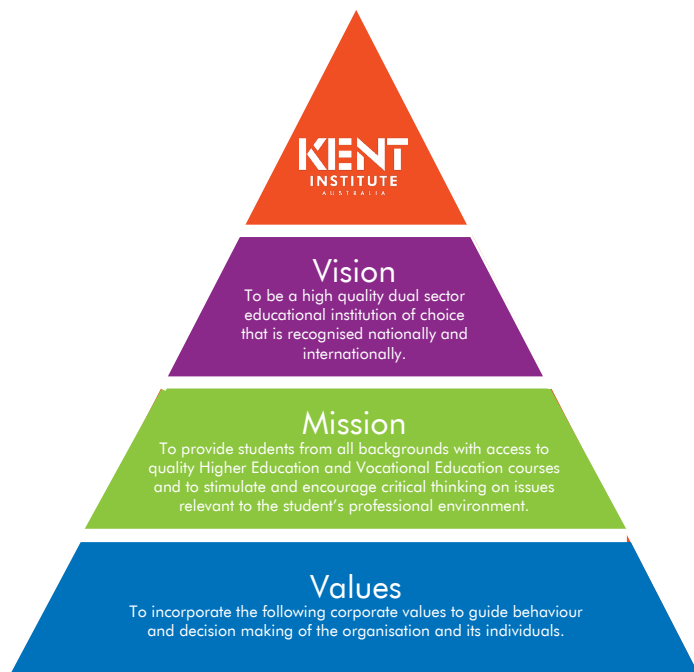 KENT
INSTITUTE
AUSTRALIA
Vision
To be a high quality dual sector
educational institution of choice
that is recognised nationally and
internationally.
Mission
To provide students from all backgrounds with access to
quality Higher Education and Vocational Education courses
and to stimulate and encourage critical thinking on issues
relevant to the student's professional environment.
Values
To incorporate the following corporate values to guide behaviour
and decision making of the organisation and its individuals.